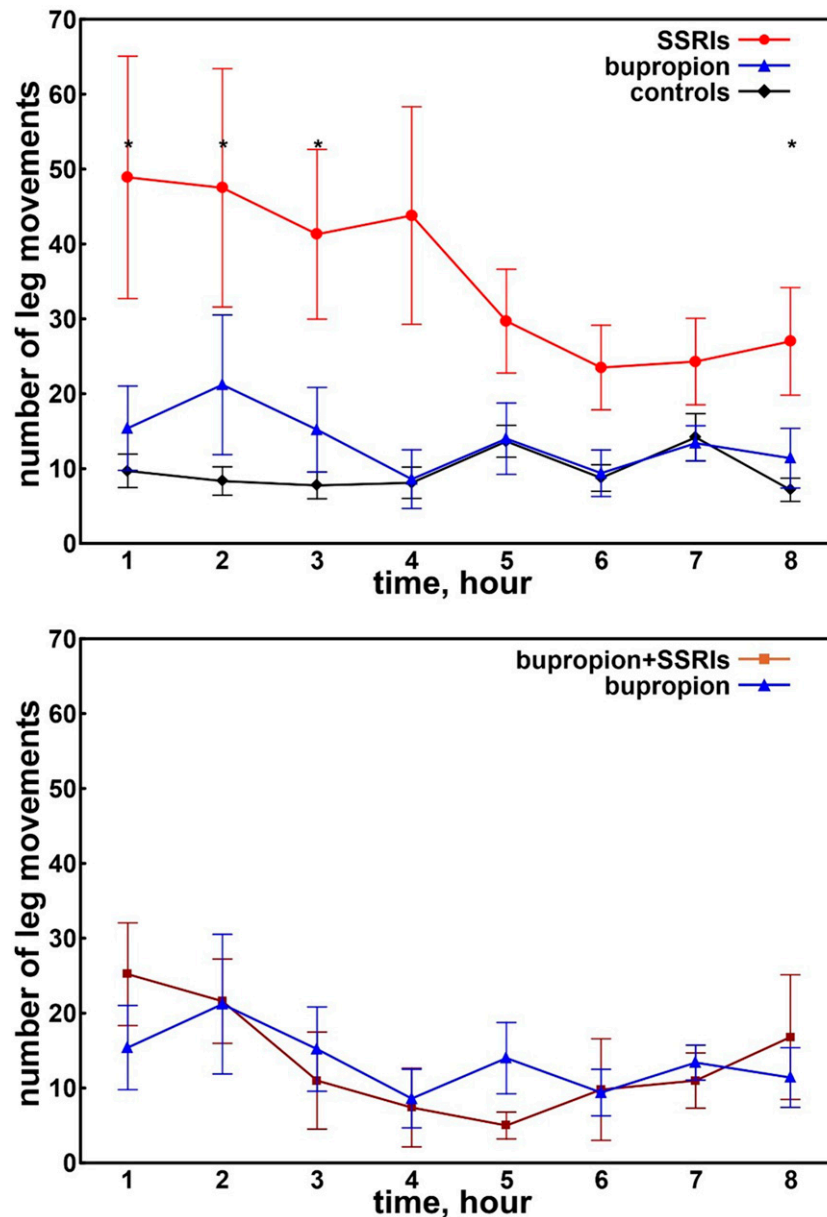 70
60
50
40
30
20
10
0
number of leg movements
SSRIs
bupropion
controls
* * * *
1 2 3 4 5 6 7 8
time, hour
70
60
50
40
30
20
10
0
number of leg movements
bupropion+SSRIs
bupropion
1 2 3 4 5 6 7 8
time, hour